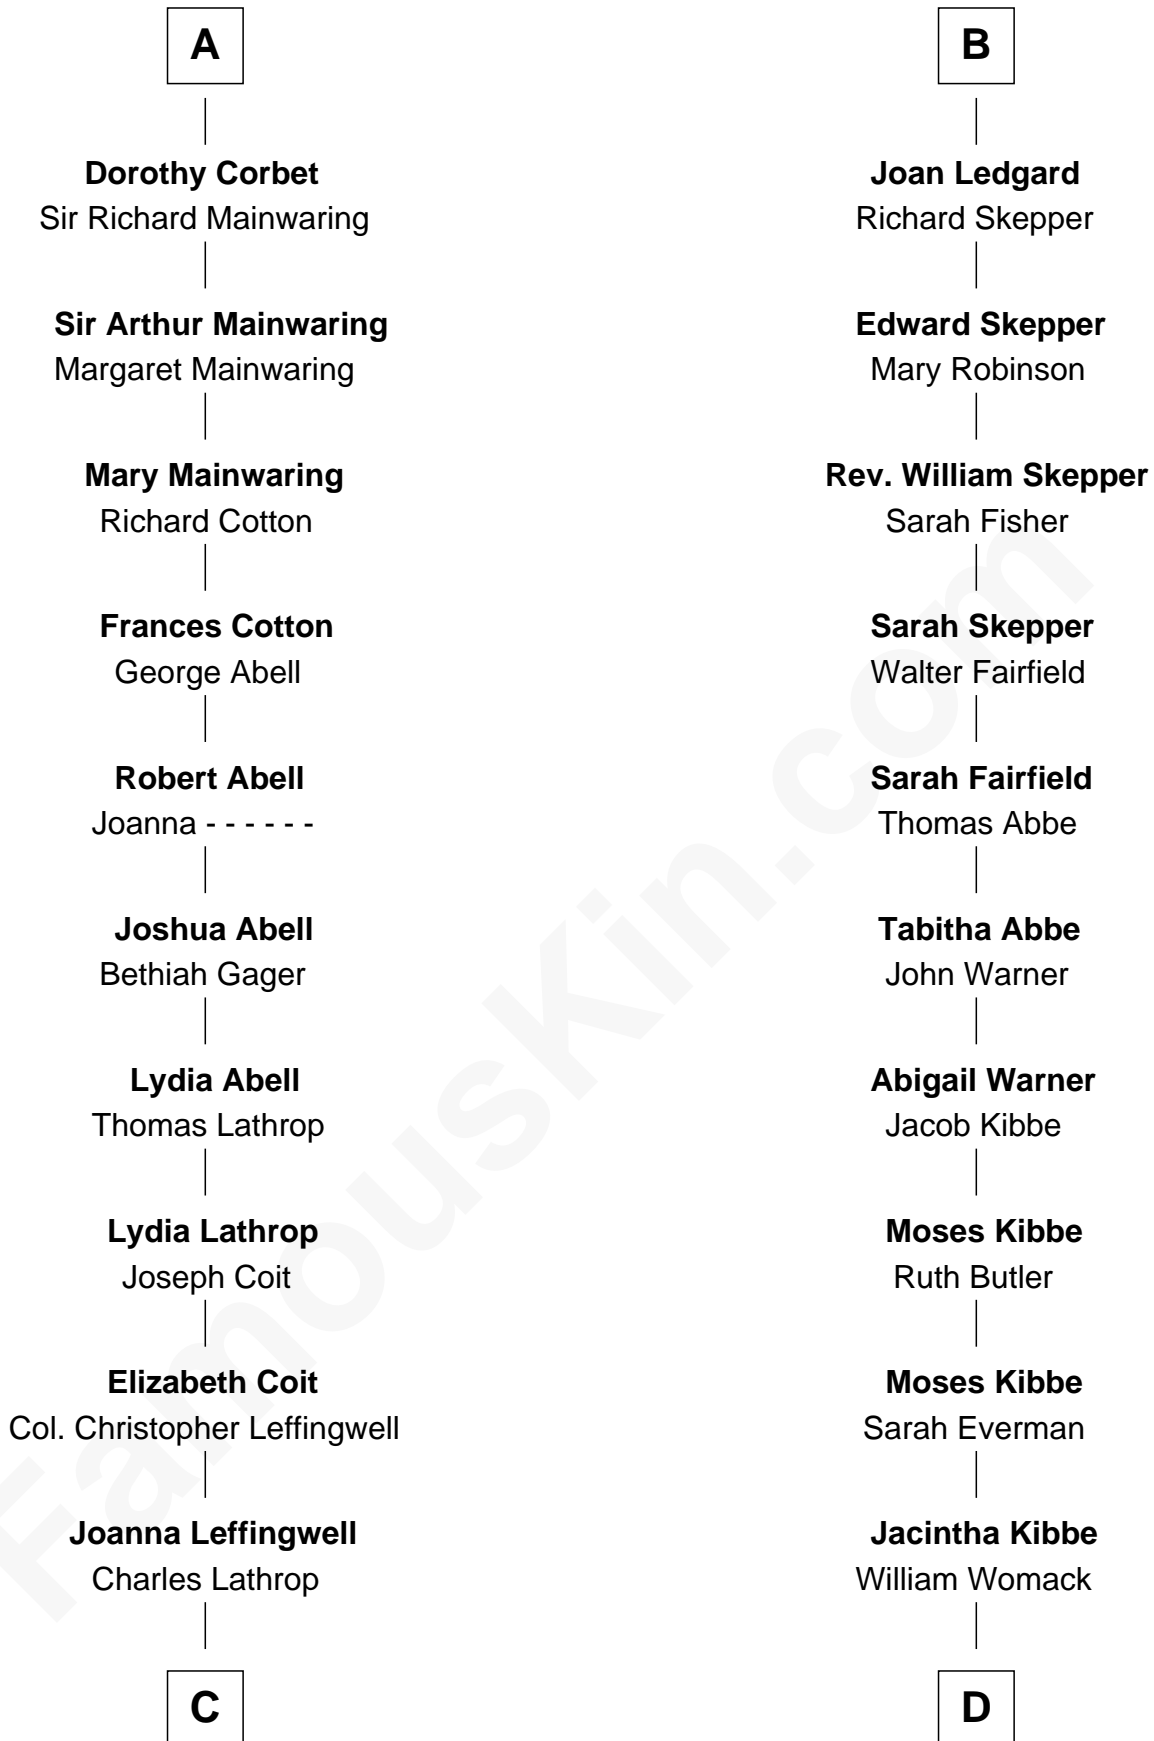 A
Dorothy Corbet
Sir Richard Mainwaring
Sir Arthur Mainwaring
Margaret Mainwaring
Mary Mainwaring
Richard Cotton
Frances Cotton
George Abell
Robert Abell
Joanna - - - - - -
Joshua Abell
Bethiah Gager
Lydia Abell
Thomas Lathrop
Lydia Lathrop
Joseph Coit
Elizabeth Coit
Col. Christopher Leffingwell
Joanna Leffingwell
Charles Lathrop
C
B
Joan Ledgard
Richard Skepper
Edward Skepper
Mary Robinson
Rev. William Skepper
Sarah Fisher
Sarah Skepper
Walter Fairfield
Sarah Fairfield
Thomas Abbe
Tabitha Abbe
John Warner
Abigail Warner
Jacob Kibbe
Moses Kibbe
Ruth Butler
Moses Kibbe
Sarah Everman
Jacintha Kibbe
William Womack
D
FamousKin.com